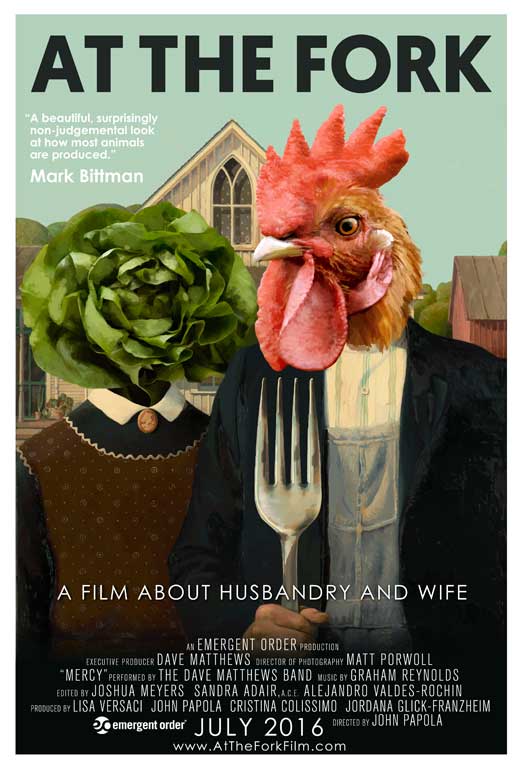 AT THE FORK
"A beautiful, surprisingly
non-judgemental look
at how most animals
are produced."
Mark Bittman
A FILM ABOUT HUSBANDRY AND WIFE
AN EMERGENT ORDER PRODUCTION
EXECUTIVE PRODUCER DAVE MATTHEWS DIRECTOR OF PHOTOGRAPHY MATT PORWOLL
"MERCY" PERFORMED BY THE DAVE MATTHEWS BAND MUSIC BY GRAHAM REYNOLDS
EDITED BY JOSHUA MEYERS SANDRA ADAIR, A.C.E. ALEJANDRO VALDES-ROCHIN
PRODUCED BY LISA VERSACI JOHN PAPOLA CRISTINA COLISSIMO JORDANA GLICK-FRANZHEIM
emergent order JULY 2016 DIRECTED BY JOHN PAPOLA
www.AtTheForkFilm.com